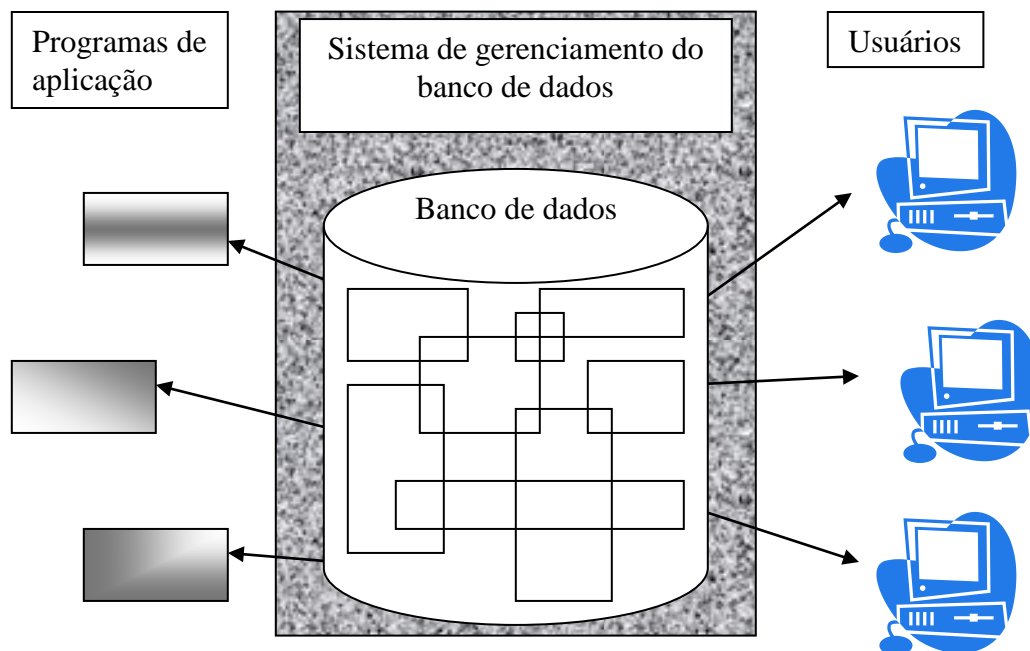 Programas de
aplicação
Sistema de gerenciamento do
banco de dados
Usuários
Banco de dados